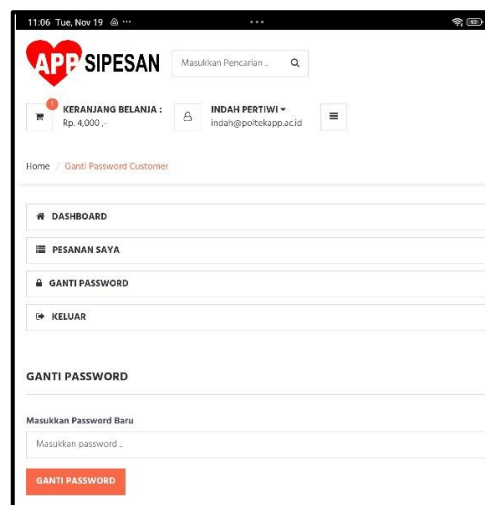 11:06 Tue, Nov 19
APP SIPESAN
Masukkan Pencarian ..
1
KERANJANG BELANJA :
Rp. 4,000 ,-
INDAH PERTIWI
indah@poltekapp.ac.id
Home / Ganti Password Customer
DASHBOARD
PESANAN SAYA
GANTI PASSWORD
KELUAR
GANTI PASSWORD
Masukkan Password Baru
Masukkan password ..
GANTI PASSWORD